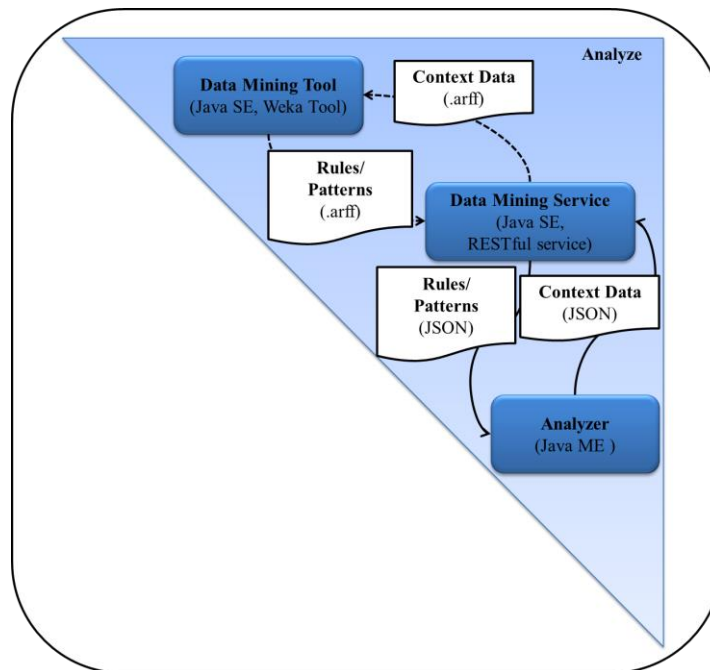 Analyze
Data Mining Tool
(Java SE, Weka Tool)
Context Data
(.arff)
Rules/
Patterns
(.arff)
Data Mining Service
(Java SE,
RESTful service)
Rules/
Patterns
(JSON)
Context Data
(JSON)
Analyzer
(Java ME )